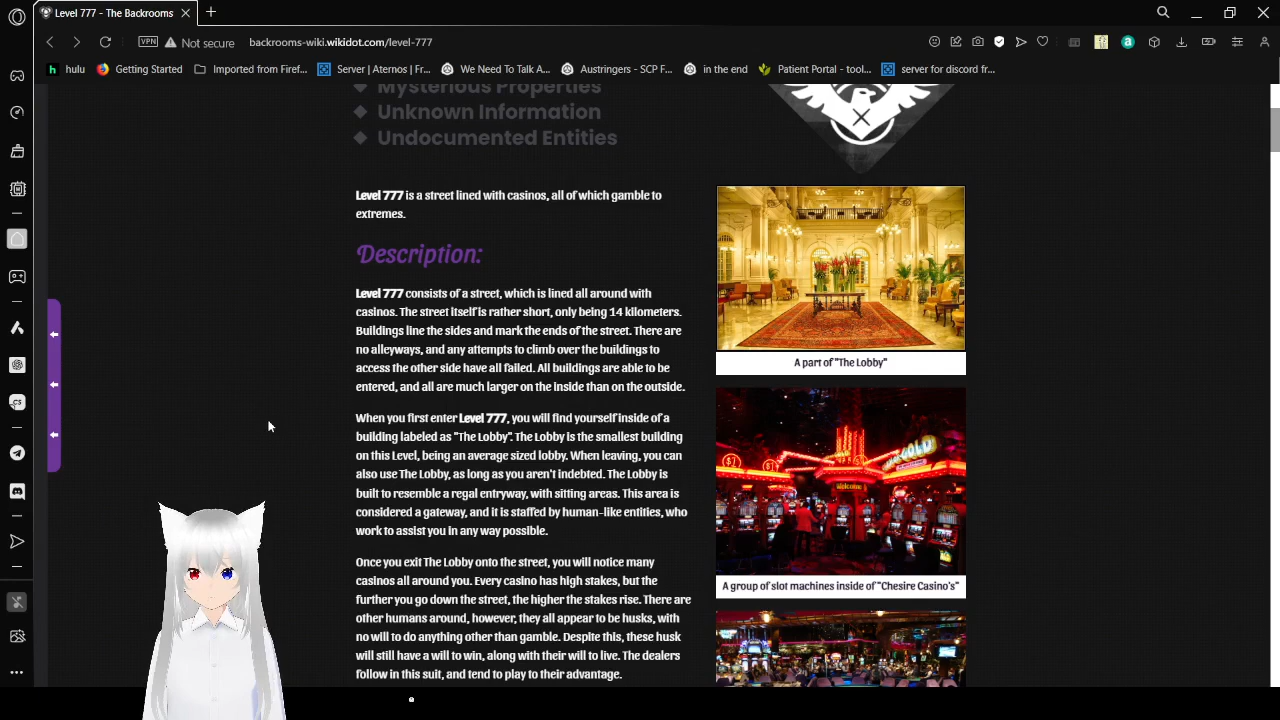 Level 777 - The Backrooms
VPN
Not secure
backrooms-wiki.wikidot.com/level-777
hulu
Getting Started
Imported from Firef...
Server | Aternos | Fr...
We Need To Talk A...
Austringers - SCP F...
in the end
Patient Portal - tool...
server for discord fr...
Mysterious Properties
Unknown Information
Undocumented Entities
Level 777 is a street lined with casinos, all of which gamble to
extremes.
Description:
Level 777 consists of a street, which is lined all around with
casinos. The street itself is rather short, only being 14 kilometers.
Buildings line the sides and mark the ends of the street. There are
no alleyways, and any attempts to climb over the buildings to
access the other side have all failed. All buildings are able to be
entered, and all are much larger on the inside than on the outside.
When you first enter Level 777, you will find yourself inside of a
building labeled as "The Lobby". The Lobby is the smallest building
on this Level, being an average sized lobby. When leaving, you can
also use The Lobby, as long as you aren't indebted. The Lobby is
built to resemble a regal entryway, with sitting areas. This area is
considered a gateway, and it is staffed by human-like entities, who
work to assist you in any way possible.
Once you exit The Lobby onto the street, you will notice many
casinos all around you. Every casino has high stakes, but the
further you go down the street, the higher the stakes rise. There are
other humans around, however, they all appear to be husks, with
no will to do anything other than gamble. Despite this, these husk
will still have a will to win, along with their will to live. The dealers
follow in this suit, and tend to play to their advantage.
A part of "The Lobby"
$1
$1
GOLD
Welcome
A group of slot machines inside of "Chesire Casino's"